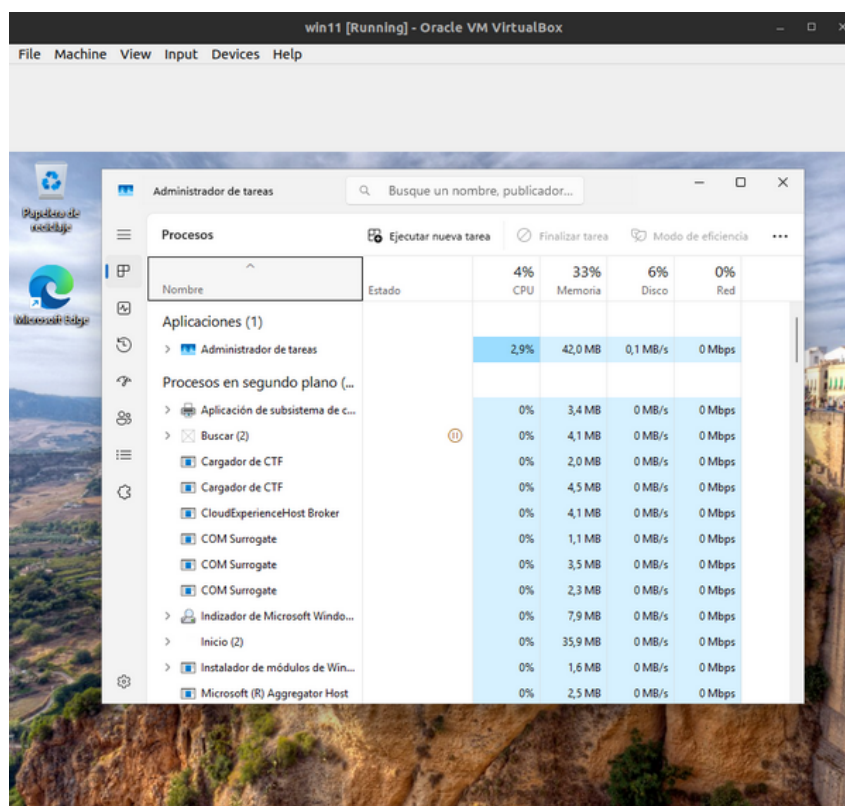 win11 [Running] - Oracle VM VirtualBox
File Machine View Input Devices Help
Papelera de
reciclaje
Microsoft Edge
Administrador de tareas
Busque un nombre, publicador...
Procesos
Ejecutar nueva tarea
Finalizar tarea
Modo de eficiencia
Nombre Estado 4% CPU 33% Memoria 6% Disco 0% Red
Aplicaciones (1)
Administrador de tareas 2,9% 42,0 MB 0,1 MB/s 0 Mbps
Procesos en segundo plano (...
Aplicación de subsistema de c... 0% 3,4 MB 0 MB/s 0 Mbps
Buscar (2) 0% 4,1 MB 0 MB/s 0 Mbps
Cargador de CTF 0% 2,0 MB 0 MB/s 0 Mbps
Cargador de CTF 0% 4,5 MB 0 MB/s 0 Mbps
CloudExperienceHost Broker 0% 4,1 MB 0 MB/s 0 Mbps
COM Surrogate 0% 1,1 MB 0 MB/s 0 Mbps
COM Surrogate 0% 3,5 MB 0 MB/s 0 Mbps
COM Surrogate 0% 2,3 MB 0 MB/s 0 Mbps
Indizador de Microsoft Windo... 0% 7,9 MB 0 MB/s 0 Mbps
Inicio (2) 0% 35,9 MB 0 MB/s 0 Mbps
Instalador de módulos de Win... 0% 1,6 MB 0 MB/s 0 Mbps
Microsoft (R) Aggregator Host 0% 2,5 MB 0 MB/s 0 Mbps